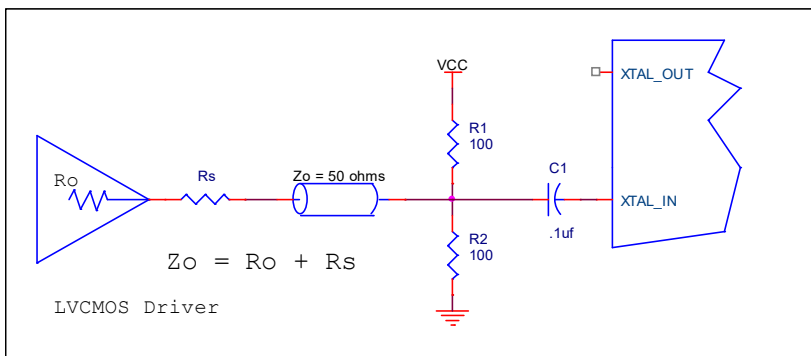 VCC
XTAL_OUT
R1
100
Ro
Rs
Zo = 50 ohms
C1
.1uf
XTAL_IN
R2
100
Zo = Ro + Rs
LVCMOS Driver